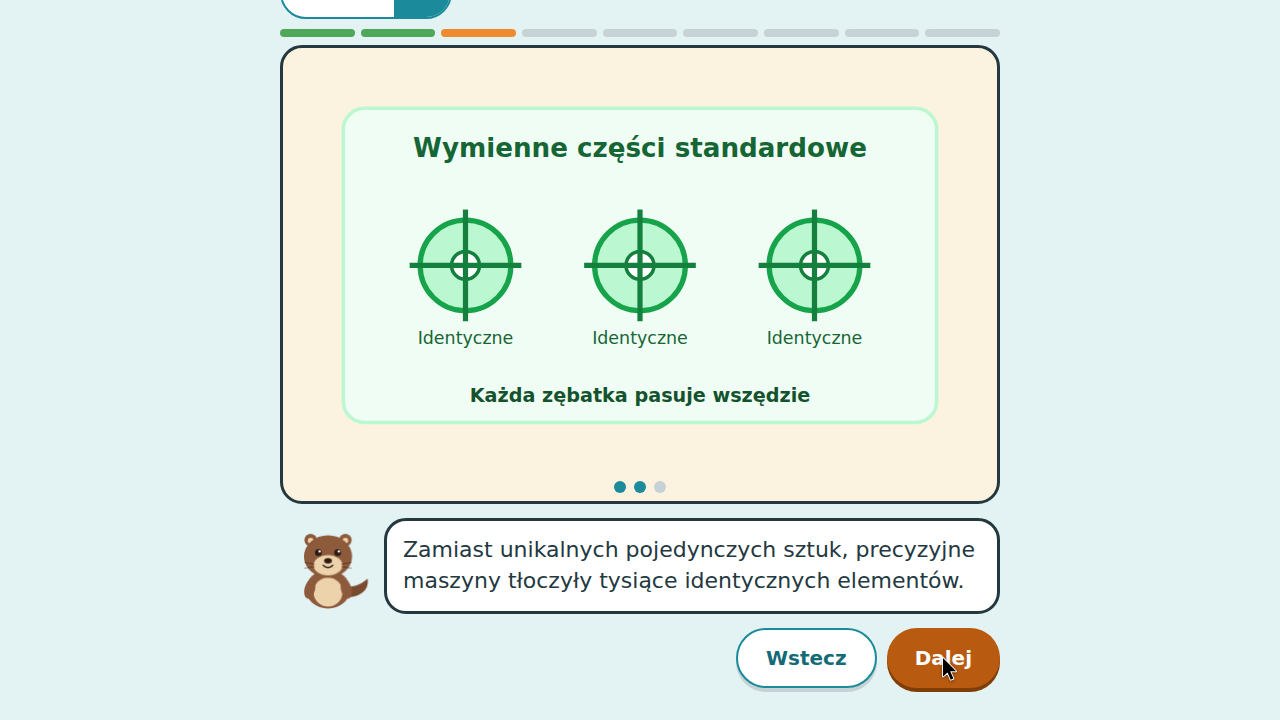 Wymienne części standardowe
Identyczne Identyczne Identyczne
Każda zębatka pasuje wszędzie
Zamiast unikalnych pojedynczych sztuk, precyzyjne
maszyny tłoczyły tysiące identycznych elementów.
Wstecz Dalej